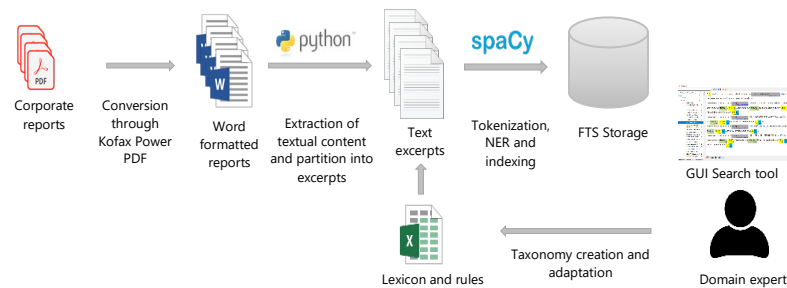 python™
spaCy
PDF
W
Corporate
reports
Conversion
through
Kofax Power
PDF
Word
formatted
reports
Extraction of
textual content
and partition into
excerpts
Text
excerpts
Tokenization,
NER and
indexing
FTS Storage
GUI Search tool
X
Taxonomy creation and
adaptation
Lexicon and rules
Domain expert